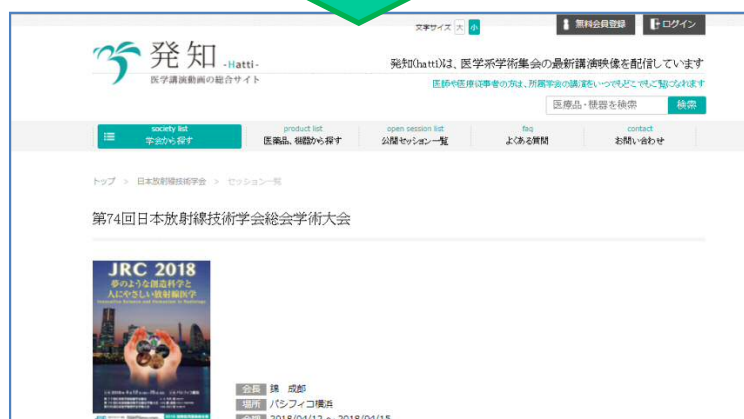 文字サイズ 大 小
無料会員登録
ログイン
発知 -Hatti-
医学講演動画の総合サイト
発知(hatti)は、医学系学術集会の最新講演映像を配信しています
医師や医療従事者の方は、所属学会の講演をいつでもどこでもご覧になれます
医療品・機器を検索
検索
society list
学会から探す
product list
医薬品、機器から探す
open session list
公開セッション一覧
faq
よくある質問
contact
お問い合わせ
トップ > 日本放射線技術学会 > セッション一覧
第74回日本放射線技術学会総会学術大会
JRC 2018
夢のような創造科学と
人にやさしい放射線医学
会長 錦 成郎
場所 パシフィコ横浜
会期 2018/04/12 ～ 2018/04/15